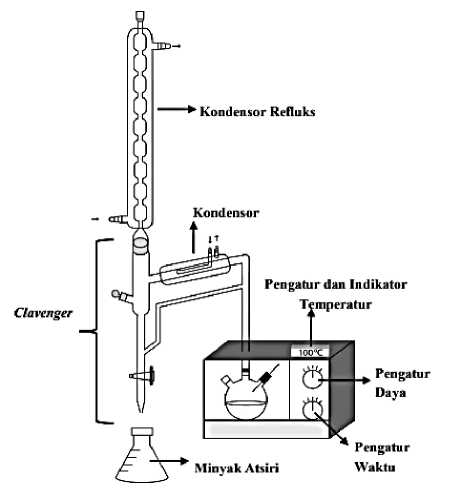 Kondensor Refluks
Kondensor
Pengatur dan Indikator
Temperatur
Clavenger
100°C
Pengatur
Daya
Pengatur
Waktu
Minyak Atsiri